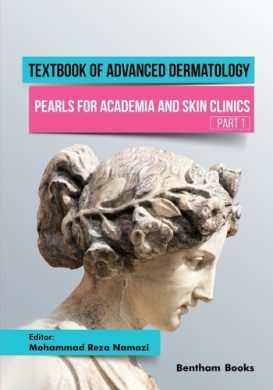 TEXTBOOK OF ADVANCED DERMATOLOGY
PEARLS FOR ACADEMIA AND SKIN CLINICS
PART 1
Editor:
Mohammad Reza Namazi
Bentham Books